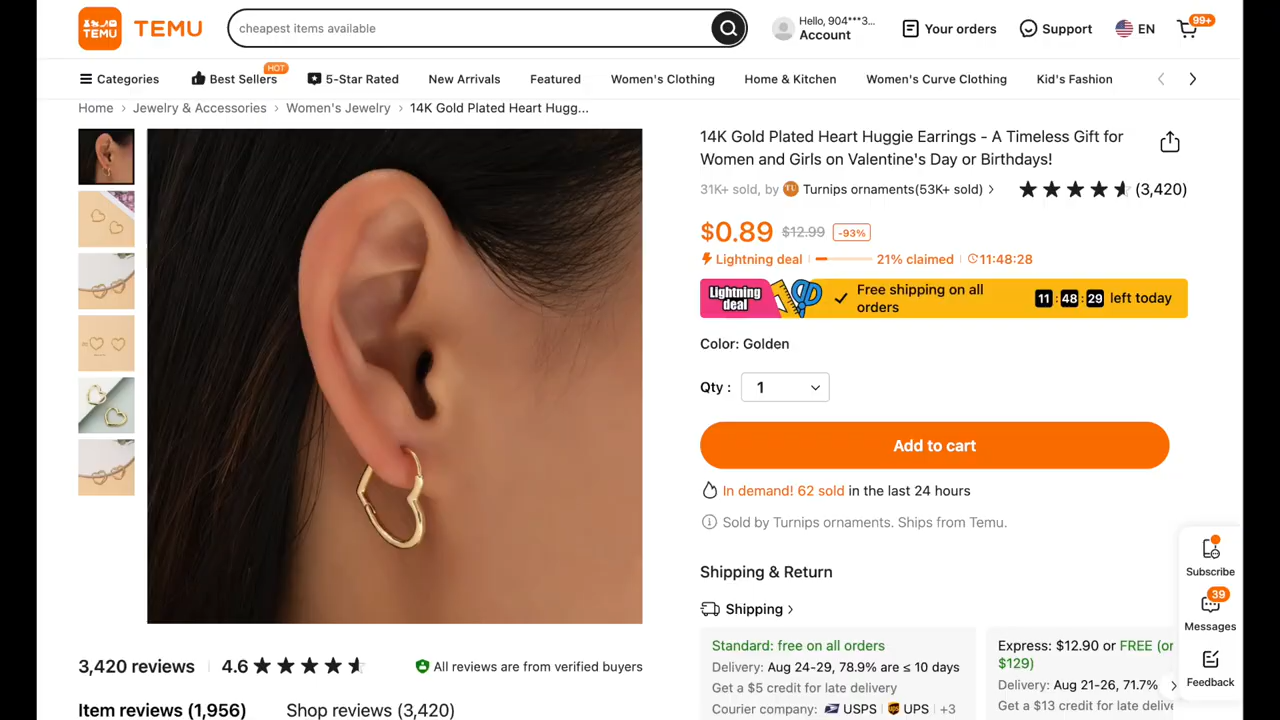 TEMU
TEMU
cheapest items available
Hello, 904***3...
Account
Your orders
Support
EN
99+
Categories
Best Sellers
HOT
5-Star Rated
New Arrivals
Featured
Women's Clothing
Home & Kitchen
Women's Curve Clothing
Kid's Fashion
Home > Jewelry & Accessories > Women's Jewelry > 14K Gold Plated Heart Hugg...
14K Gold Plated Heart Huggie Earrings - A Timeless Gift for
Women and Girls on Valentine's Day or Birthdays!
31K+ sold, by TU Turnips ornaments(53K+ sold) >
(3,420)
$0.89 $12.99 -93%
Lightning deal 21% claimed 11:48:28
Lightning deal
Free shipping on all
orders
11:48:29 left today
Color: Golden
Qty : 1
Add to cart
In demand! 62 sold in the last 24 hours
Sold by Turnips ornaments. Ships from Temu.
Shipping & Return
Shipping >
Standard: free on all orders
Delivery: Aug 24-29, 78.9% are ≤ 10 days
Get a $5 credit for late delivery
Courier company: USPS UPS +3
Express: $12.90 or FREE (or
$129)
Delivery: Aug 21-26, 71.7%
Get a $13 credit for late delive
Subscribe
39
Messages
Feedback
3,420 reviews
4.6
All reviews are from verified buyers
Item reviews (1,956)
Shop reviews (3,420)